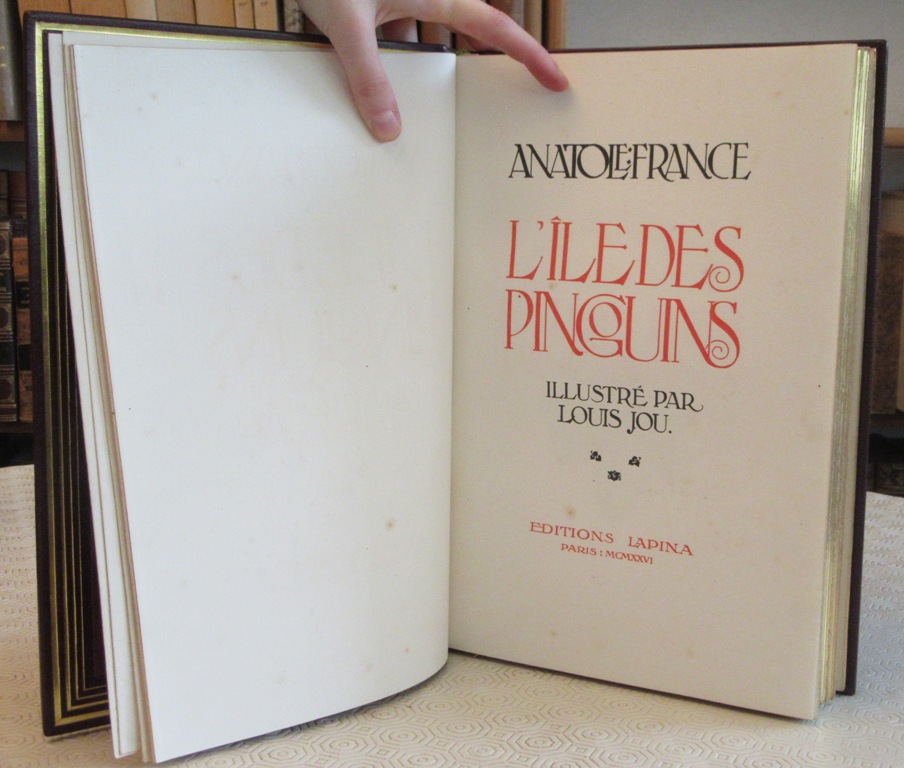 ANATOLE FRANCE
L'ÎLE DES
PINGOUINS
ILLUSTRÉ PAR
LOUIS JOU.
EDITIONS LAPINA
PARIS : MCMXXVI